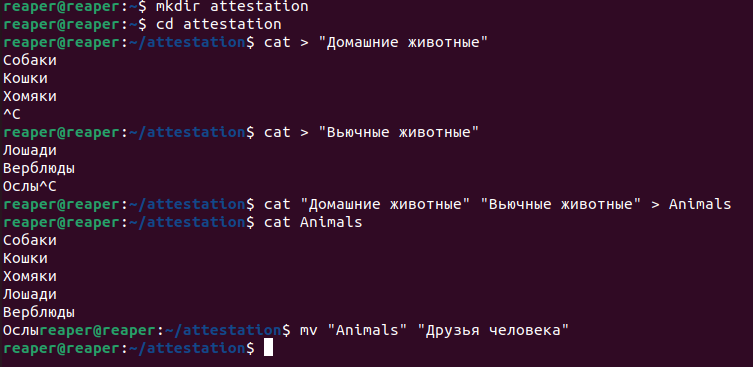 reaper@reaper:~$ mkdir attestation
reaper@reaper:~$ cd attestation
reaper@reaper:~/attestation$ cat > "Домашние животные"
Собаки
Кошки
Хомяки
^C
reaper@reaper:~/attestation$ cat > "Вьючные животные"
Лошади
Верблюды
Ослы^C
reaper@reaper:~/attestation$ cat "Домашние животные" "Вьючные животные" > Animals
reaper@reaper:~/attestation$ cat Animals
Собаки
Кошки
Хомяки
Лошади
Верблюды
Ослыreaper@reaper:~/attestation$ mv "Animals" "Друзья человека"
reaper@reaper:~/attestation$